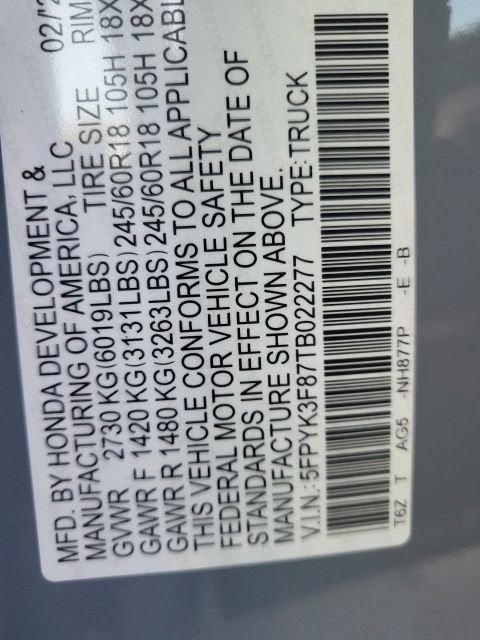 MFD. BY HONDA DEVELOPMENT & 02/
MANUFACTURING OF AMERICA, LLC
TIRE SIZE RIM
GVWR 2730 KG(6019LBS)
GAWR F 1420 KG(3131LBS) 245/60R18 105H 18X
GAWR R 1480 KG(3263LBS) 245/60R18 105H 18X
THIS VEHICLE CONFORMS TO ALL APPLICABL
FEDERAL MOTOR VEHICLE SAFETY
STANDARDS IN EFFECT ON THE DATE OF
MANUFACTURE SHOWN ABOVE.
V.I.N.: 5FPYK3F87TB022277 TYPE: TRUCK
T6Z T AG5 -NH877P -E -B